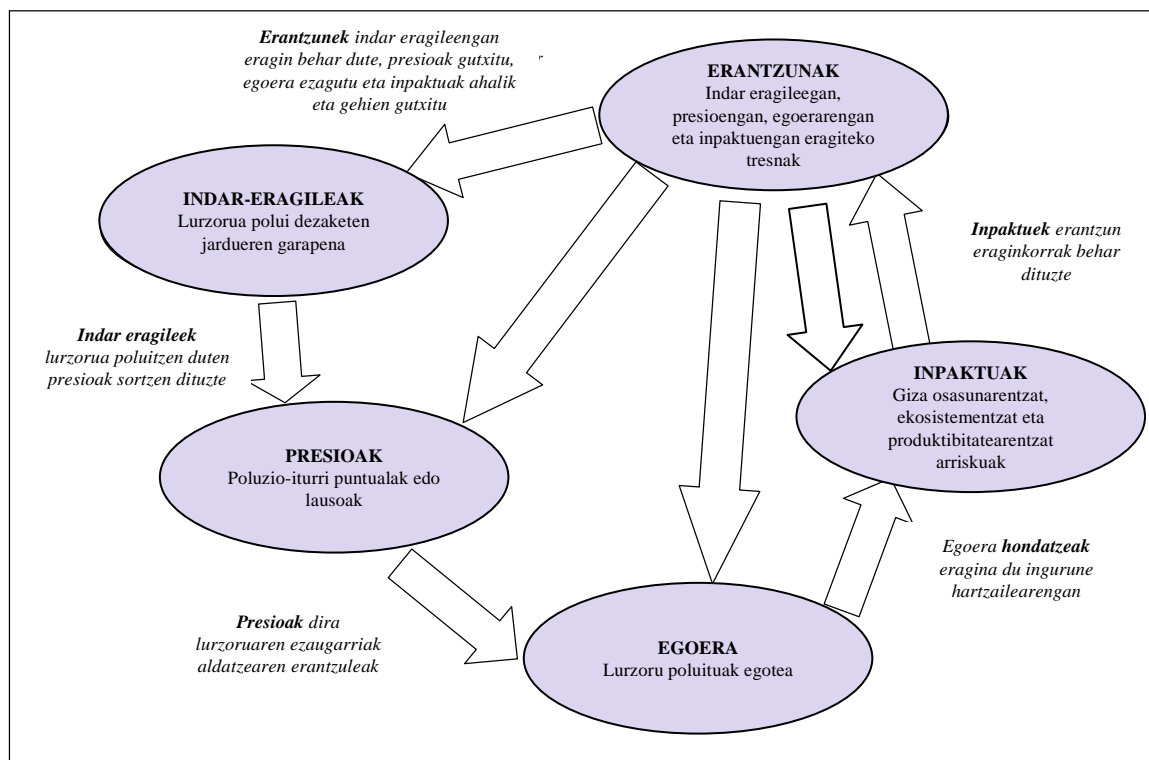 Erantzunek indar eragileengan
eragin behar dute, presioak gutxitu,
egoera ezagutu eta inpaktuak ahalik
eta gehien gutxitu
ERANTZUNAK
Indar eragileegan,
presioengan, egoerarengan
eta inpaktuengan eragiteko
tresnak
INDAR-ERAGILEAK
Lurzorua polui dezaketen
jardueren garapena
Inpaktuek erantzun
eraginkorrak behar
dituzte
Indar eragileek
lurzorua poluitzen duten
presioak sortzen dituzte
INPAKTUAK
Giza osasunarentzat,
ekosistementzat eta
produktibitatearentzat
arriskuak
PRESIOAK
Poluzio-iturri puntualak edo
lausoak
Egoera hondatzeak
eragina du ingurune
hartzailearengan
Presioak dira
lurzoruaren ezaugarriak
aldatzearen erantzuleak
EGOERA
Lurzoru poluituak egotea